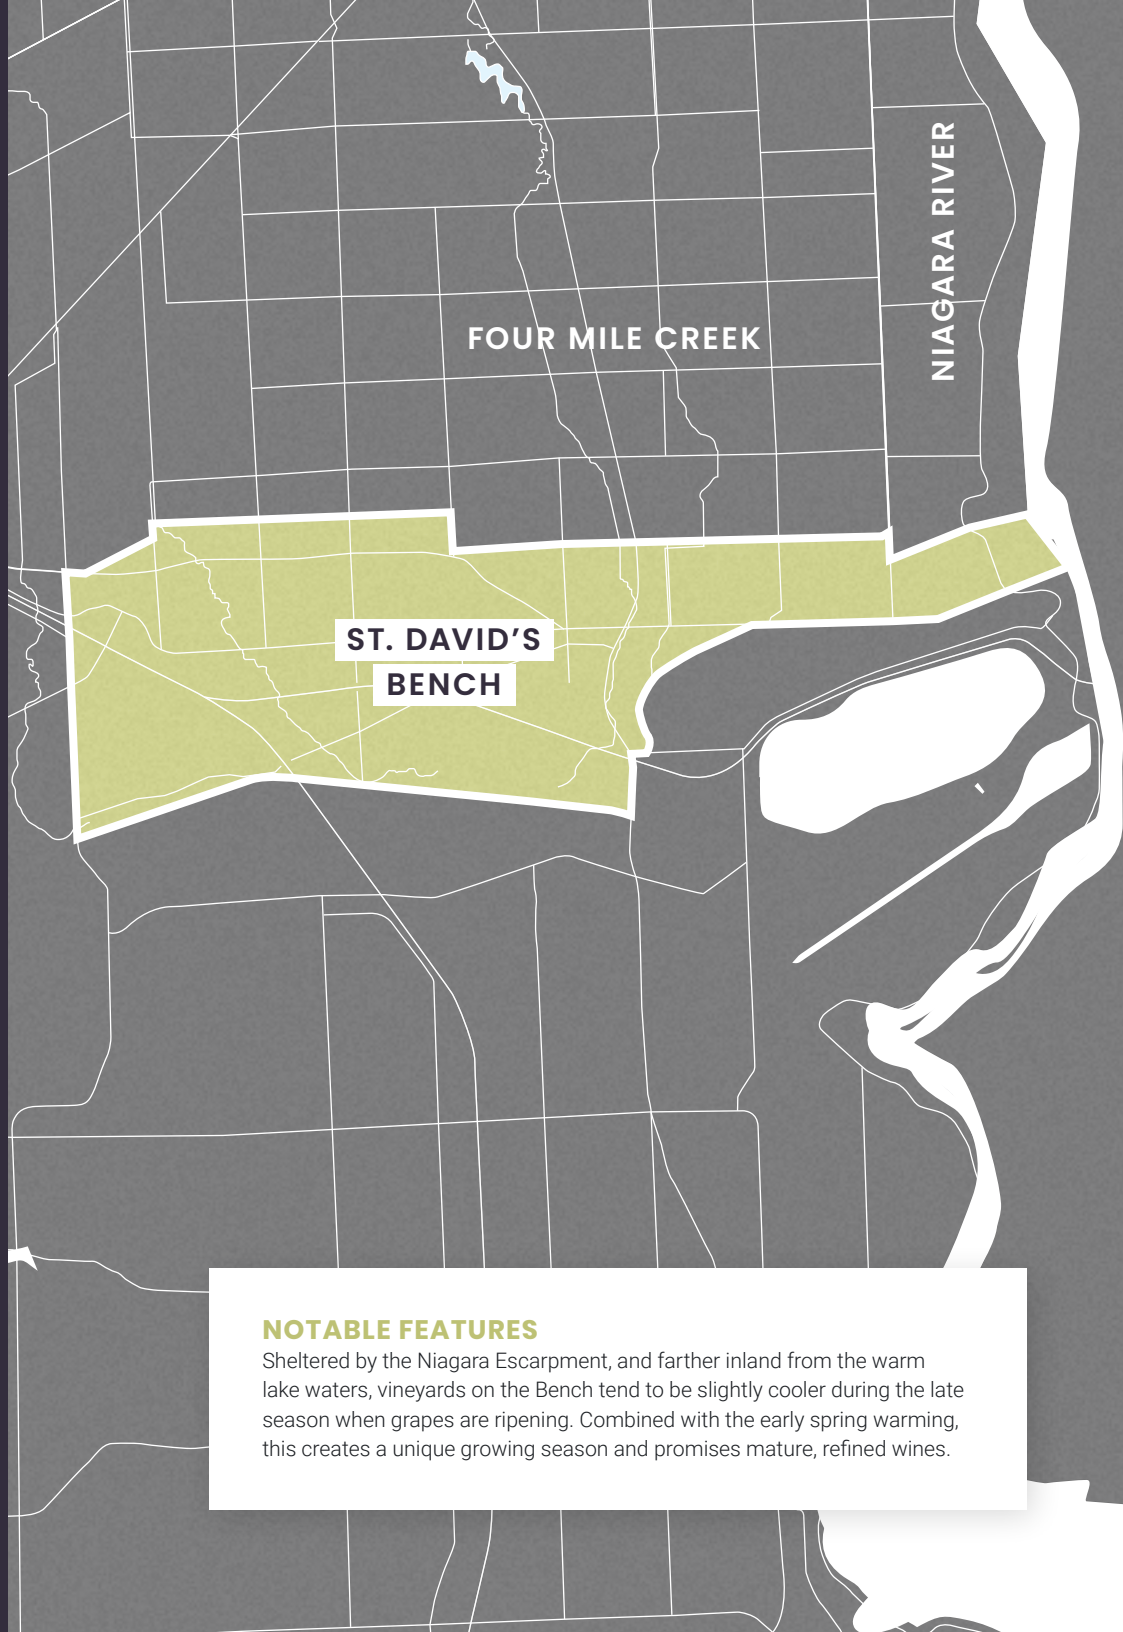 NIAGARA RIVER
FOUR MILE CREEK
ST. DAVID’S
BENCH
NOTABLE FEATURES
Sheltered by the Niagara Escarpment, and farther inland from the warm
lake waters, vineyards on the Bench tend to be slightly cooler during the late
season when grapes are ripening. Combined with the early spring warming,
this creates a unique growing season and promises mature, refined wines.